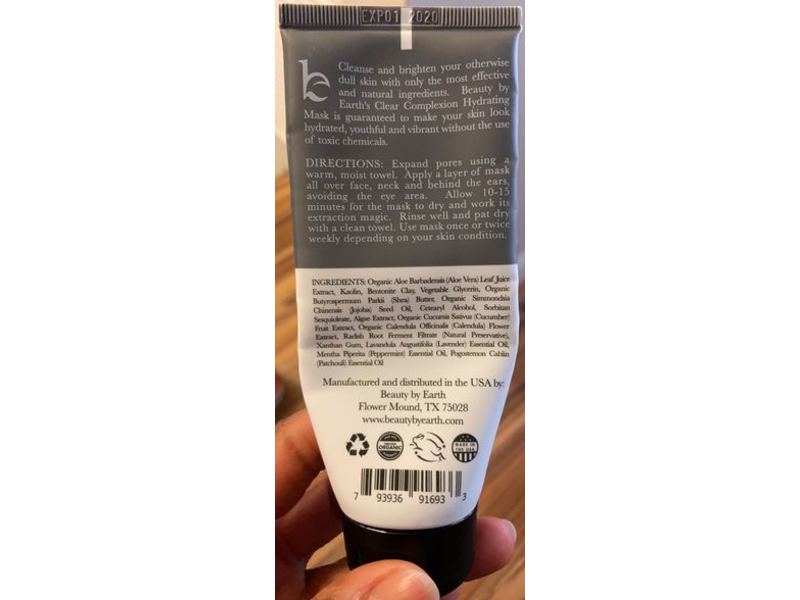 EXP01 2020
Cleanse and brighten your otherwise
dull skin with only the most effective
and natural ingredients. Beauty by
Earth's Clear Complexion Hydrating
Mask is guaranteed to make your skin look
hydrated, youthful and vibrant without the use
of toxic chemicals.
DIRECTIONS: Expand pores using a
warm, moist towel. Apply a layer of mask
all over face, neck and behind the ears,
avoiding the eye area. Allow 10-15
minutes for the mask to dry and work its
extraction magic. Rinse well and pat dry
with a clean towel. Use mask once or twice
weekly depending on your skin condition.
INGREDIENTS: Organic Aloe Barbadensis (Aloe Vera) Leaf Juice
Extract, Kaolin, Bentonite Clay, Vegetable Glycerin, Organic
Butyrospermum Parkii (Shea) Butter, Organic Simmondsia
Chinensis (Jojoba) Seed Oil, Cetearyl Alcohol, Sorbitan
Sesquioleate, Algae Extract, Organic Cucumis Sativus (Cucumber)
Fruit Extract, Organic Calendula Officinalis (Calendula) Flower
Extract, Radish Root Ferment Filtrate (Natural Preservative),
Xanthan Gum, Lavandula Angustifolia (Lavender) Essential Oil,
Mentha Piperita (Peppermint) Essential Oil, Pogostemon Cablin
(Patchouli) Essential Oil
Manufactured and distributed in the USA by:
Beauty by Earth
Flower Mound, TX 75028
www.beautybyearth.com
ORGANIC
MADE IN
THE USA
7 93936 91693 3